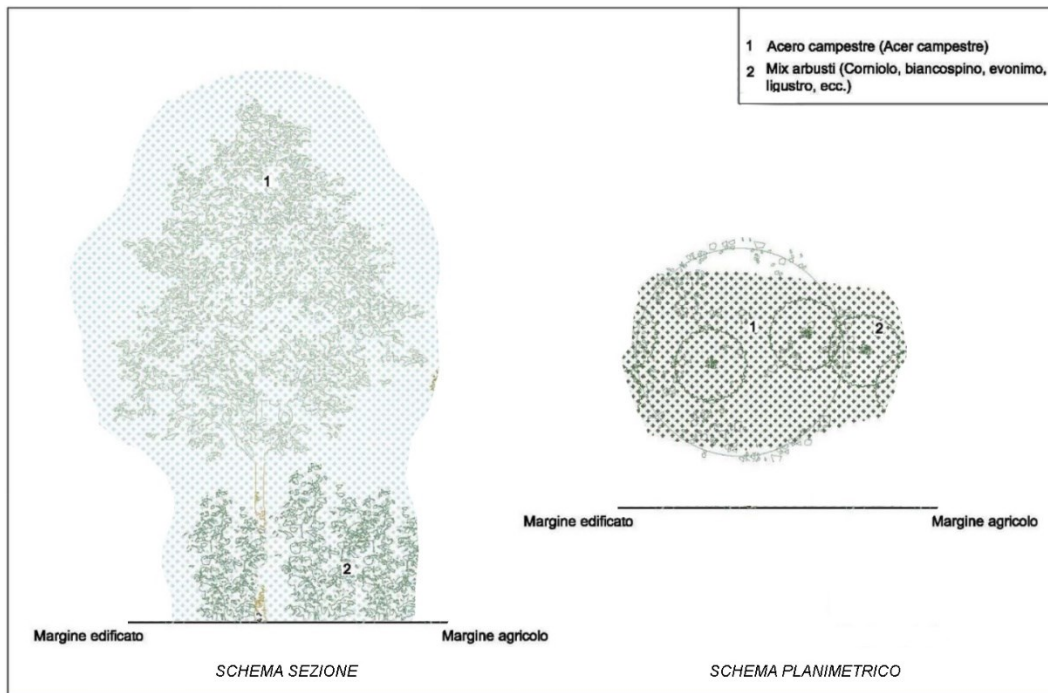 1 Acero campestre (Acer campestre)
2 Mix arbusti (Corniolo, biancospino, evonimo,
ligustro, ecc.)
1
2
Margine edificato
Margine agricolo
SCHEMA SEZIONE
1
2
Margine edificato
Margine agricolo
SCHEMA PLANIMETRICO